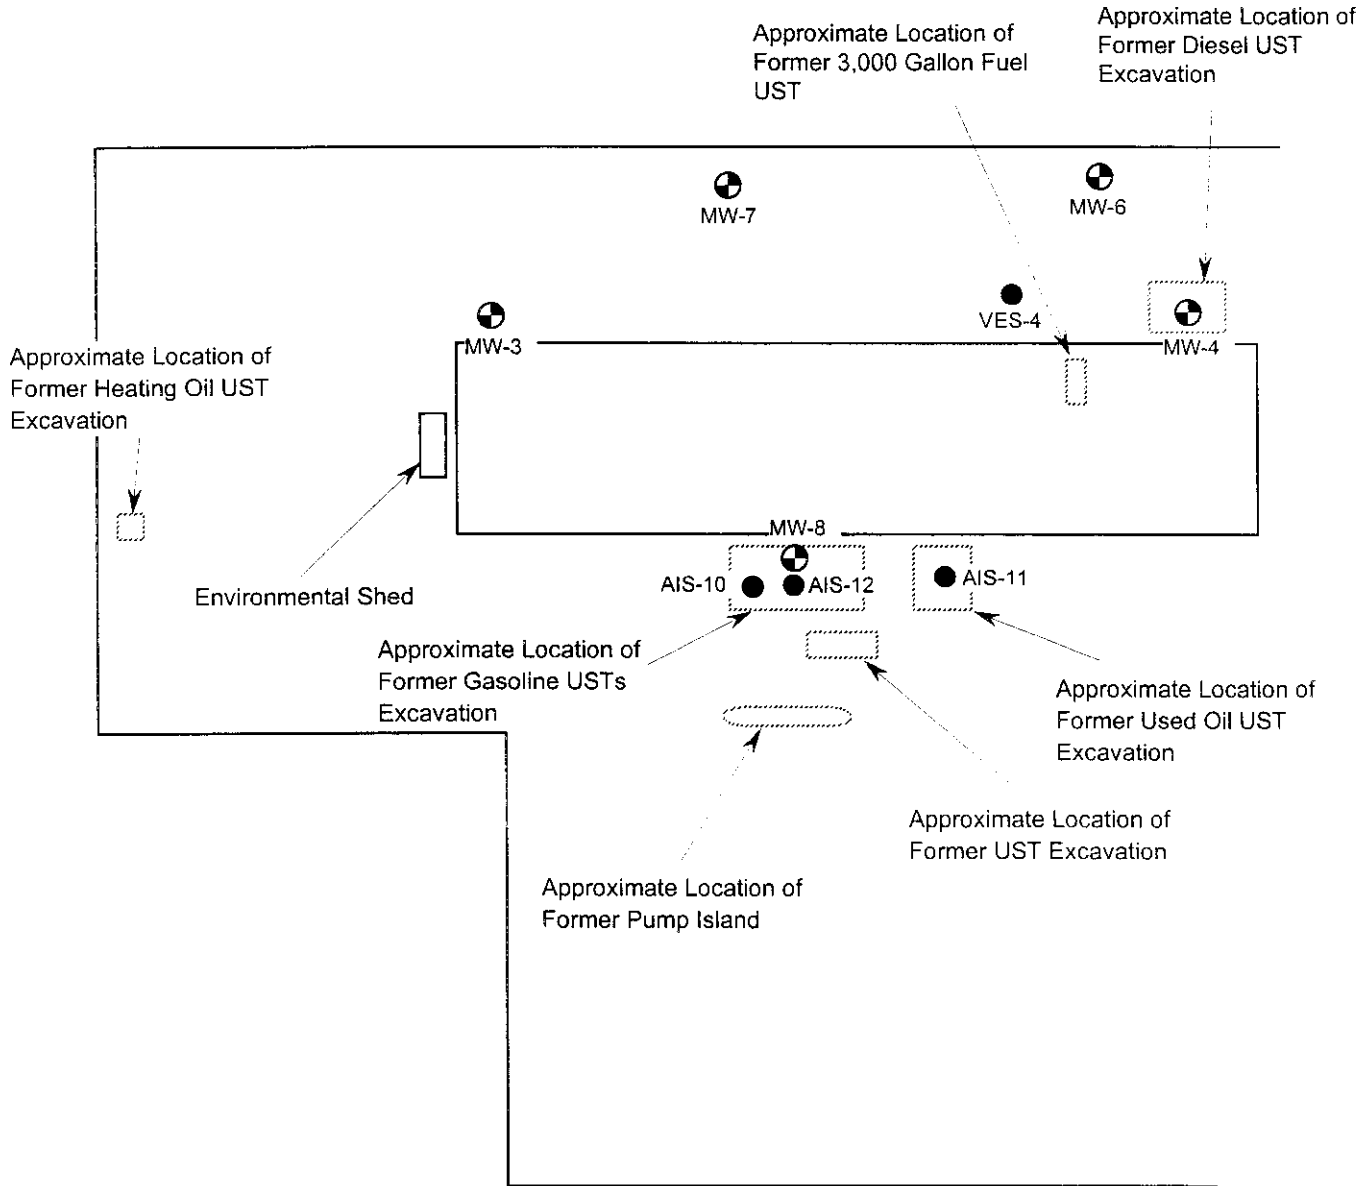 Approximate Location of
Former 3,000 Gallon Fuel
UST
Approximate Location of
Former Diesel UST
Excavation
MW-7
MW-6
VES-4
MW-3
MW-4
Approximate Location of
Former Heating Oil UST
Excavation
MW-8
AIS-10
AIS-12
AIS-11
Environmental Shed
Approximate Location of
Former Gasoline USTs
Excavation
Approximate Location of
Former Used Oil UST
Excavation
Approximate Location of
Former UST Excavation
Approximate Location of
Former Pump Island